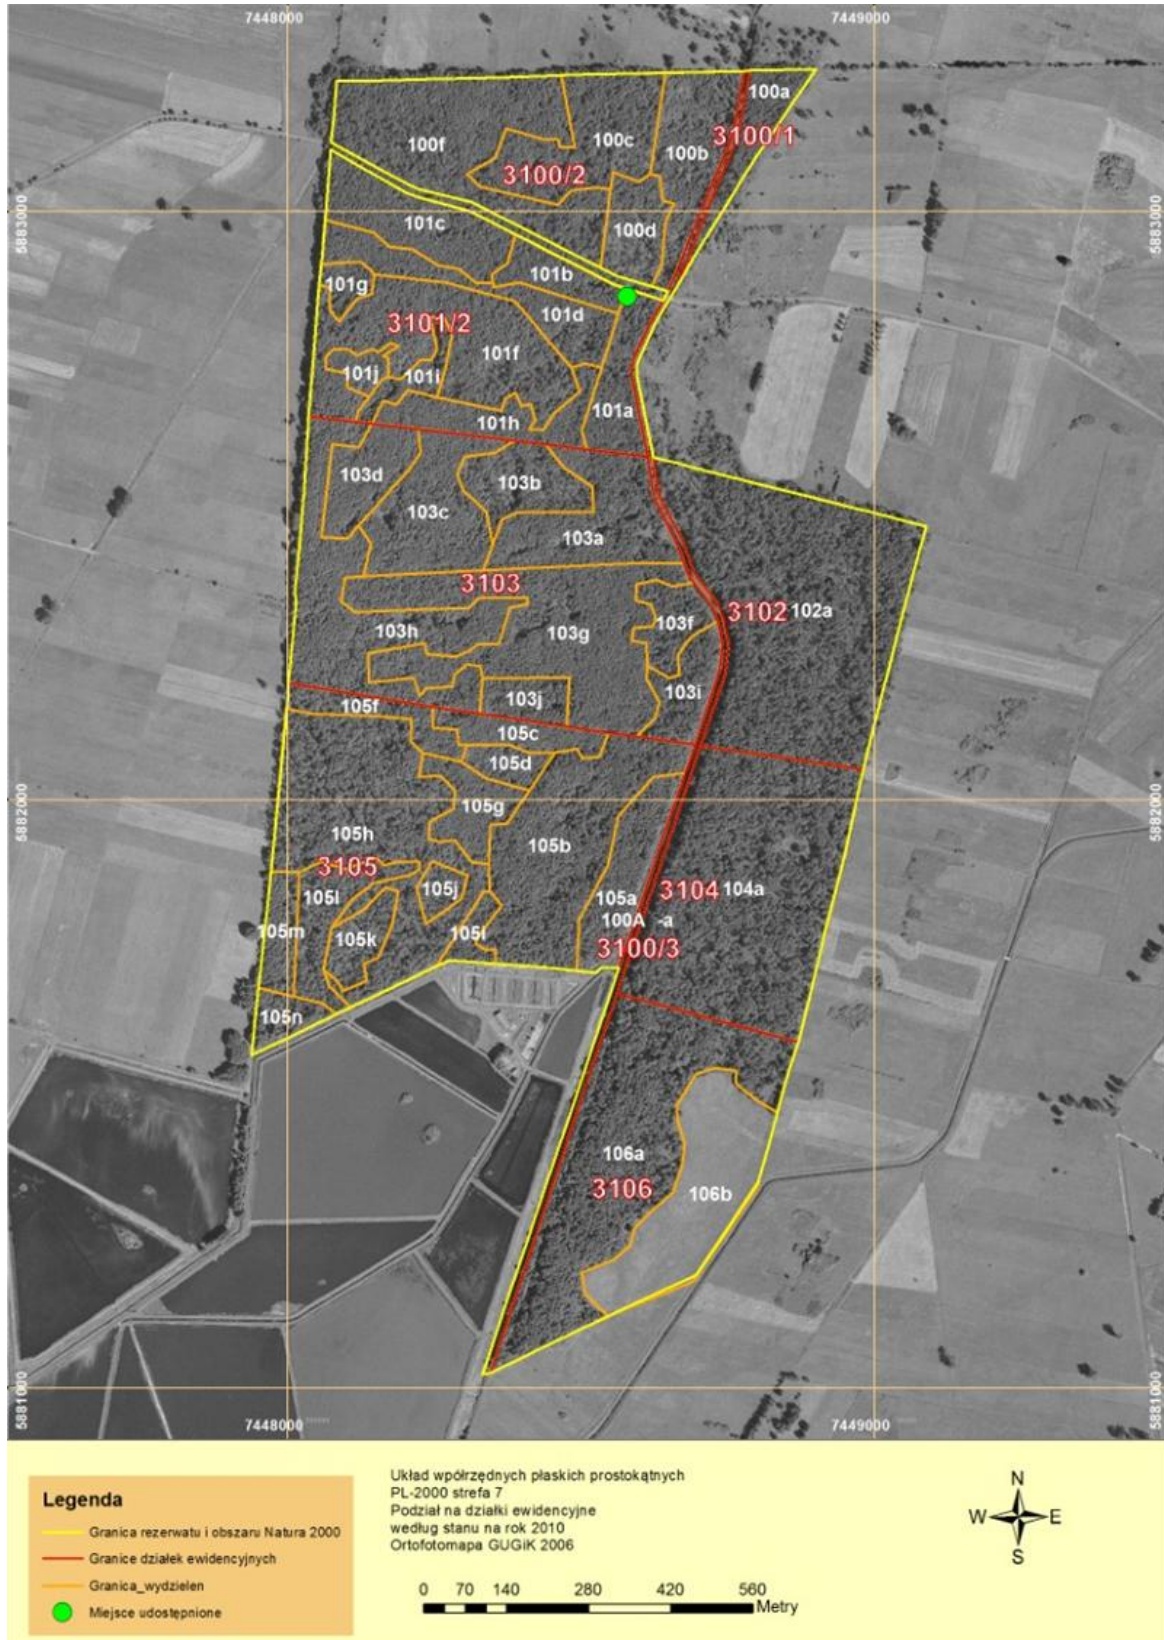 7448000 7449000
100a
3100/1
100f 100c 100b
3100/2
5883000 5883000
101c 100d
101b
101g 101d
3101/2
101f
101j 101i
101h 101a
103d 103b
103c
103a
3103
3102 102a
103f
103h 103g
103i
103j
105f
105c
105d
5882000 5882000
105g
105h 105b
3105
105l 105j 3104 104a
105a
100A -a
105m 105k
3100/3
105n
106a
3106 106b
5881000 5881000
7448000 7449000
Legenda
Granica rezerwatu i obszaru Natura 2000
Granice działek ewidencyjnych
Granica_wydzielen
Miejsce udostępnione
Układ wpółrzędnych płaskich prostokątnych
PL-2000 strefa 7
Podział na działki ewidencyjne
według stanu na rok 2010
Ortofotomapa GUGiK 2006
0 70 140 280 420 560
Metry
N
W E
S